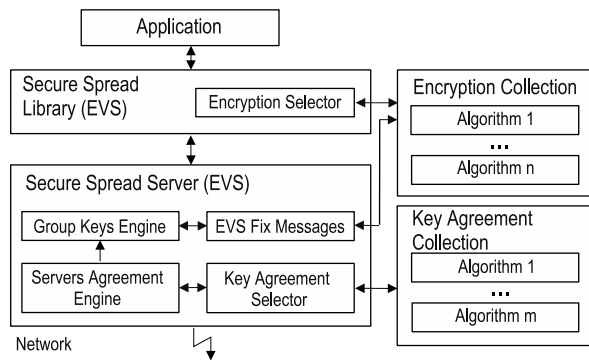 Application
Secure Spread
Library (EVS)
Encryption Selector
Encryption Collection
Algorithm 1
...
Algorithm n
Secure Spread Server (EVS)
Group Keys Engine
EVS Fix Messages
Servers Agreement
Engine
Key Agreement
Selector
Key Agreement
Collection
Algorithm 1
...
Algorithm m
Network